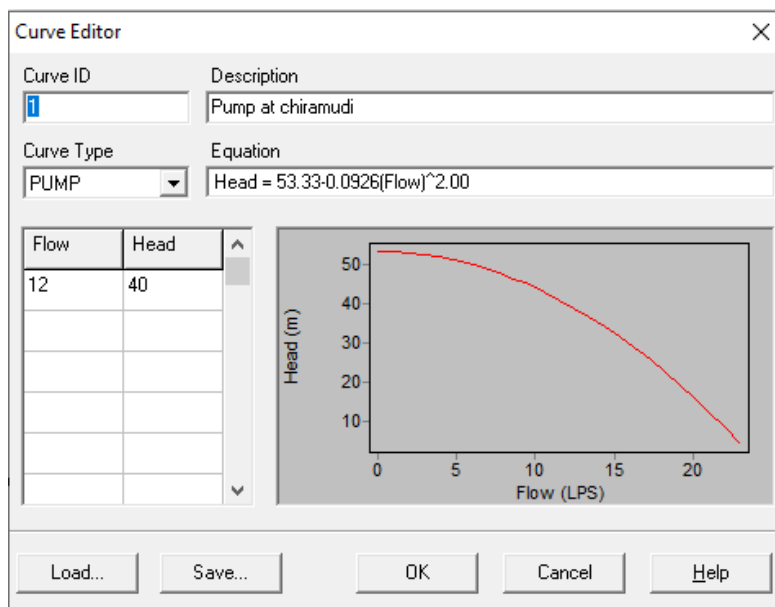 Curve Editor
Curve ID
Description
1
Pump at chiramudi
Curve Type
Equation
PUMP
Head = 53.33-0.0926(Flow)^2.00
Flow Head
12 40
50
40
30
20
10
Head (m)
0 5 10 15 20
Flow (LPS)
Load... Save... OK Cancel Help